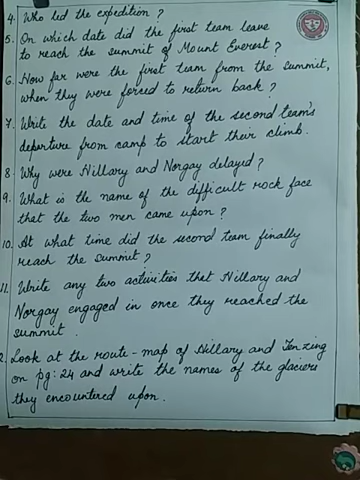 4. Who led the expedition ?
5. On which date did the first team leave
to reach the summit of Mount Everest ?
6. How far were the first team from the summit,
when they were forced to return back ?
7. Write the date and time of the second team's
departure from camp to start their climb.
8. Why were Hillary and Norgay delayed ?
9. What is the name of the difficult rock face
that the two men came upon ?
10. At what time did the second team finally
reach the summit ?
11. Write any two activities that Hillary and
Norgay engaged in once they reached the
summit.
2. Look at the route-map of Hillary and Tenzing
on pg: 24 and write the names of the glaciers
they encountered upon.